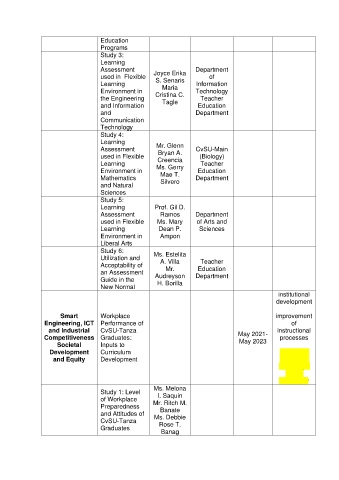 Education
Programs
Study 3:
Learning
Assessment
used in Flexible
Learning
Environment in
the Engineering
and Information
and
Communication
Technology
Joyce Erika
S. Senaris
Maria
Cristina C.
Tagle
Department
of
Information
Technology
Teacher
Education
Department
Study 4:
Learning
Assessment
used in Flexible
Learning
Environment in
Mathematics
and Natural
Sciences
Mr. Glenn
Bryan A.
Creencia
Ms. Gerry
Mae T.
Silvero
CvSU-Main
(Biology)
Teacher
Education
Department
Study 5:
Learning
Assessment
used in Flexible
Learning
Environment in
Liberal Arts
Prof. Gil D.
Ramos
Ms. Mary
Dean P.
Ampon
Department
of Arts and
Sciences
Study 6:
Utilization and
Acceptability of
an Assessment
Guide in the
New Normal
Ms. Estelita
A. Villa
Mr.
Audreyson
H. Borilla
Teacher
Education
Department
Smart
Engineering, ICT
and Industrial
Competitiveness
Societal
Development
and Equity
Workplace
Performance of
CvSU-Tanza
Graduates:
Inputs to
Curriculum
Development
May 2021-
May 2023
institutional
development
improvement
of
instructional
processes
Study 1: Level
of Workplace
Preparedness
and Attitudes of
CvSU-Tanza
Graduates
Ms. Melona
I. Saquin
Mr. Ritch M.
Banate
Ms. Debbie
Rose T.
Banag